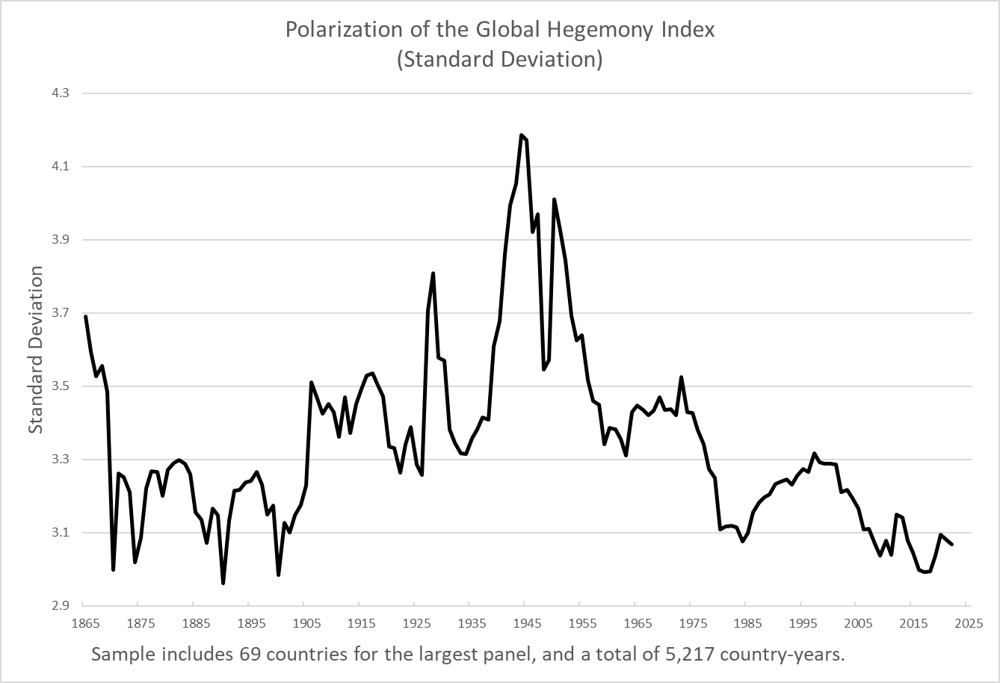 Polarization of the Global Hegemony Index
(Standard Deviation)
Standard Deviation
4.3
4.1
3.9
3.7
3.5
3.3
3.1
2.9
1865 1875 1885 1895 1905 1915 1925 1935 1945 1955 1965 1975 1985 1995 2005 2015 2025
Sample includes 69 countries for the largest panel, and a total of 5,217 country-years.